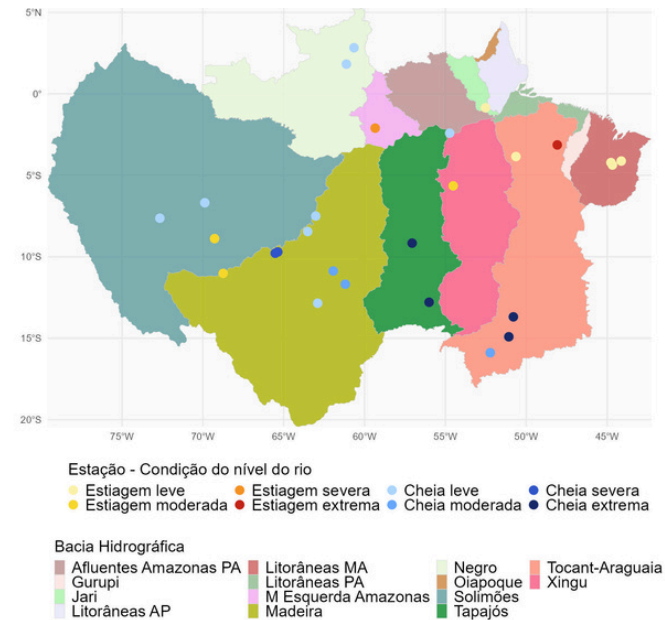 5°N
0°
5°S
10°S
15°S
20°S
75°W 70°W 65°W 60°W 55°W 50°W 45°W
Estação - Condição do nível do rio
Estiagem leve Estiagem severa Cheia leve Cheia severa
Estiagem moderada Estiagem extrema Cheia moderada Cheia extrema
Bacia Hidrográfica
Afluentes Amazonas PA Litorâneas MA Negro Tocant-Araguaia
Gurupi Litorâneas PA Oiapoque Xingu
Jari M Esquerda Amazonas Solimões
Litorâneas AP Madeira Tapajós